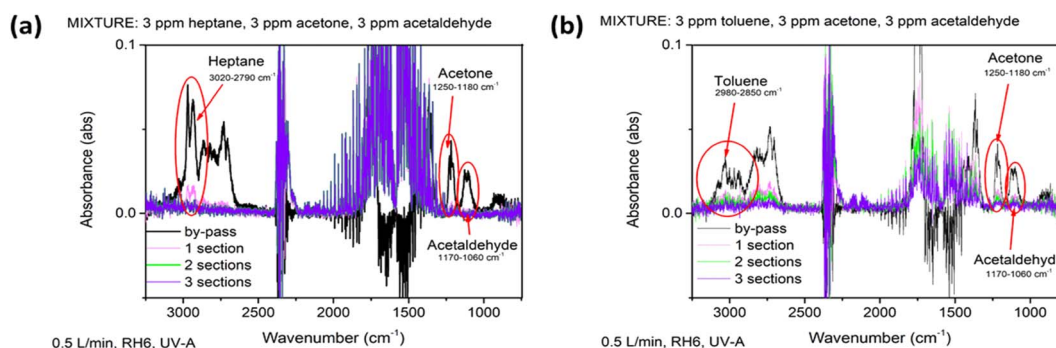 (a)
MIXTURE: 3 ppm heptane, 3 ppm acetone, 3 ppm acetaldehyde
0.1
0.0
Absorbance (abs)
Heptane
3020-2790 cm⁻¹
Acetone
1250-1180 cm⁻¹
Acetaldehyde
1170-1060 cm⁻¹
by-pass
1 section
2 sections
3 sections
3000 2500 2000 1500 1000
Wavenumber (cm⁻¹)
0.5 L/min, RH6, UV-A
(b)
MIXTURE: 3 ppm toluene, 3 ppm acetone, 3 ppm acetaldehyde
0.1
0.0
Absorbance (abs)
Toluene
2980-2850 cm⁻¹
Acetone
1250-1180 cm⁻¹
Acetaldehyd
1170-1060 cm⁻¹
by-pass
1 section
2 sections
3 sections
3000 2500 2000 1500 1000
Wavenumber (cm⁻¹)
0.5 L/min, RH6, UV-A